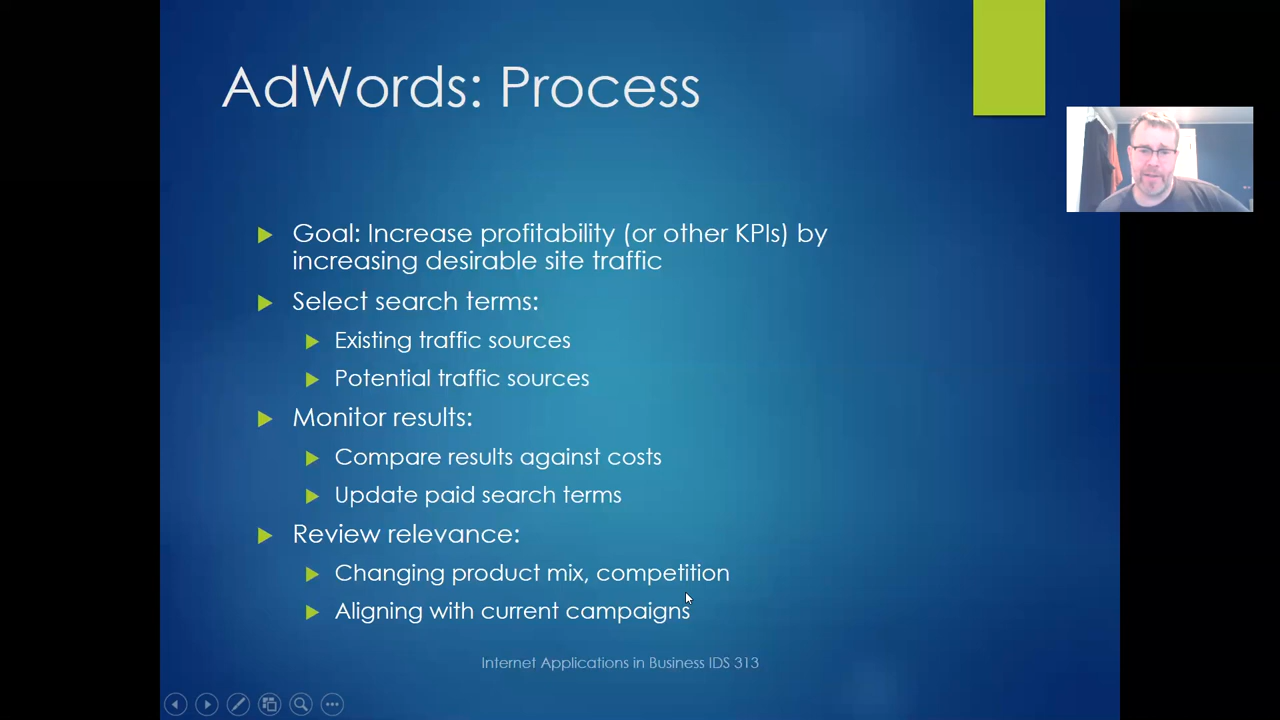 AdWords: Process
Goal: Increase profitability (or other KPIs) by
increasing desirable site traffic
Select search terms:
Existing traffic sources
Potential traffic sources
Monitor results:
Compare results against costs
Update paid search terms
Review relevance:
Changing product mix, competition
Aligning with current campaigns
Internet Applications in Business IDS 313